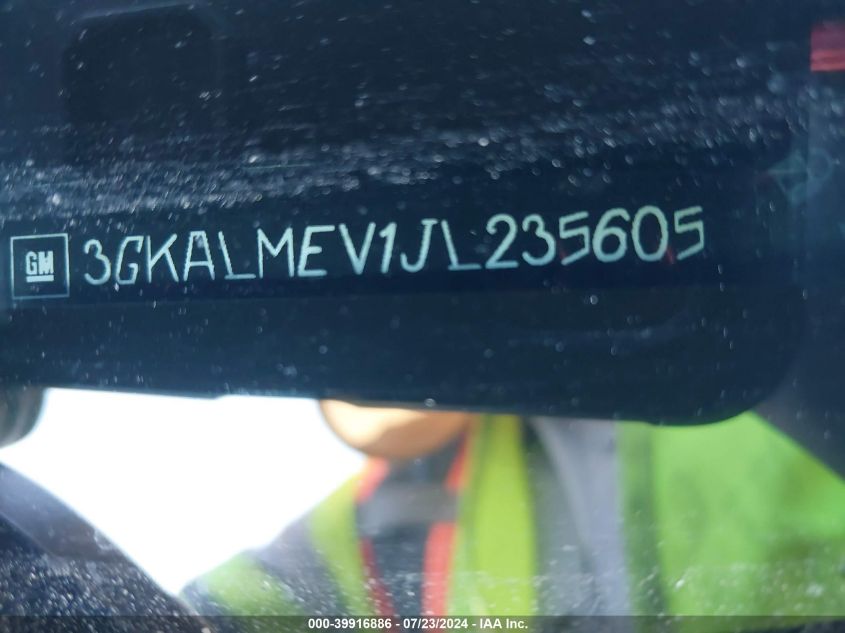 GM 3GKALMEV1JL235605
000-39916886 - 07/23/2024 - IAA Inc.